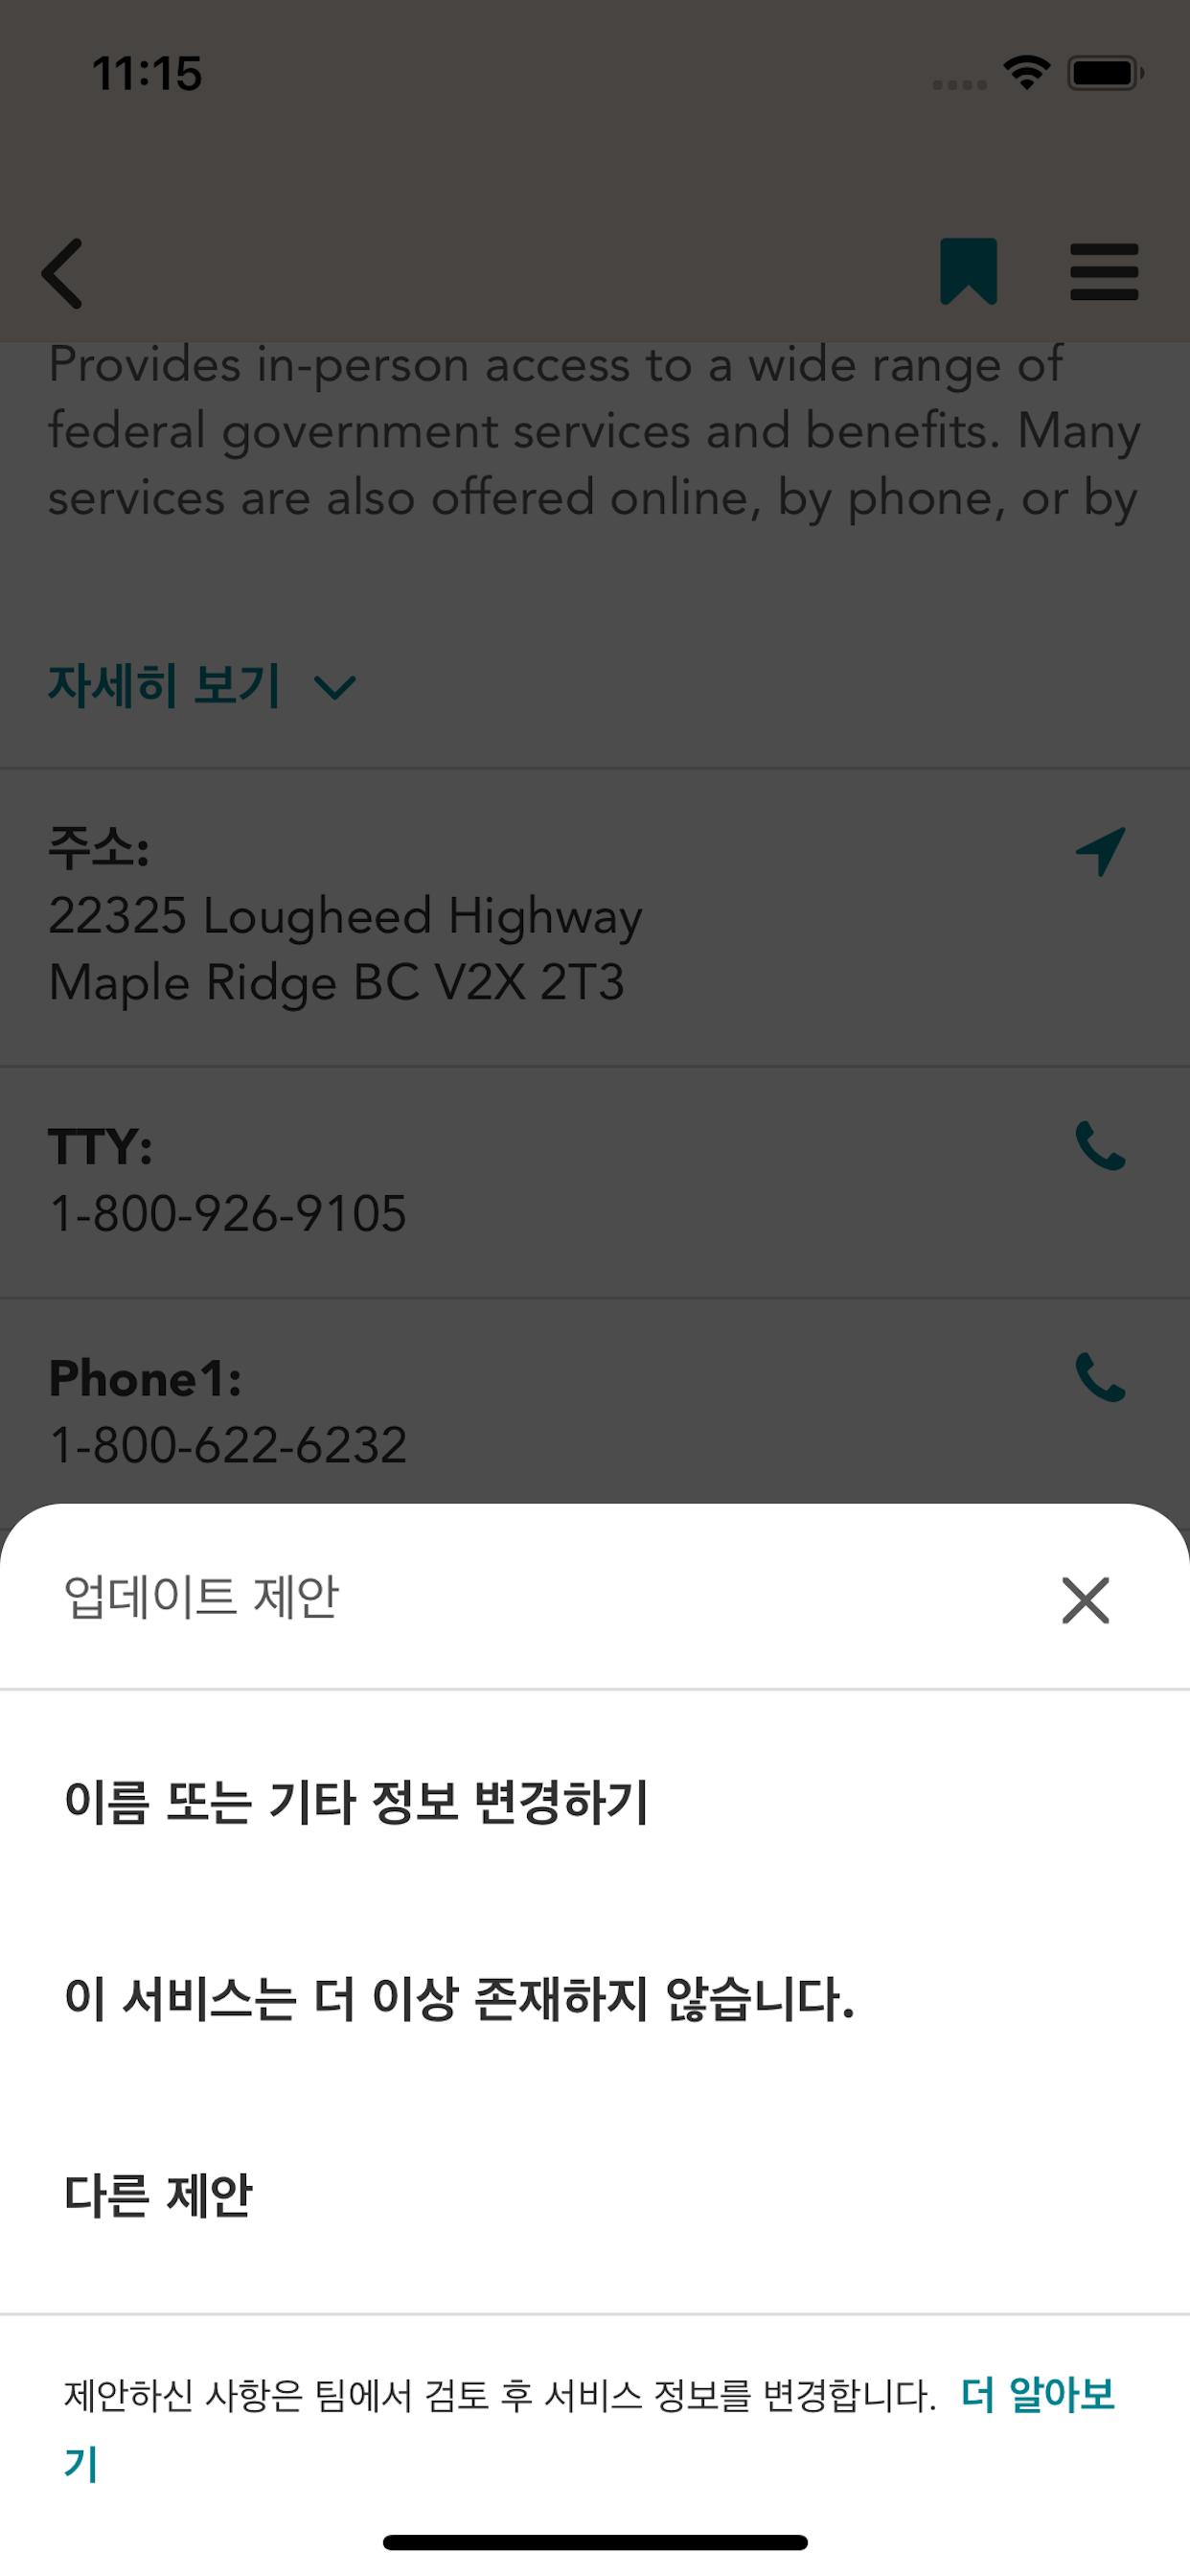 11:15
Provides in-person access to a wide range of
federal government services and benefits. Many
services are also offered online, by phone, or by
자세히 보기
주소:
22325 Lougheed Highway
Maple Ridge BC V2X 2T3
TTY:
1-800-926-9105
Phone1:
1-800-622-6232
업데이트 제안
이름 또는 기타 정보 변경하기
이 서비스는 더 이상 존재하지 않습니다.
다른 제안
제안하신 사항은 팀에서 검토 후 서비스 정보를 변경합니다. 더 알아보
기